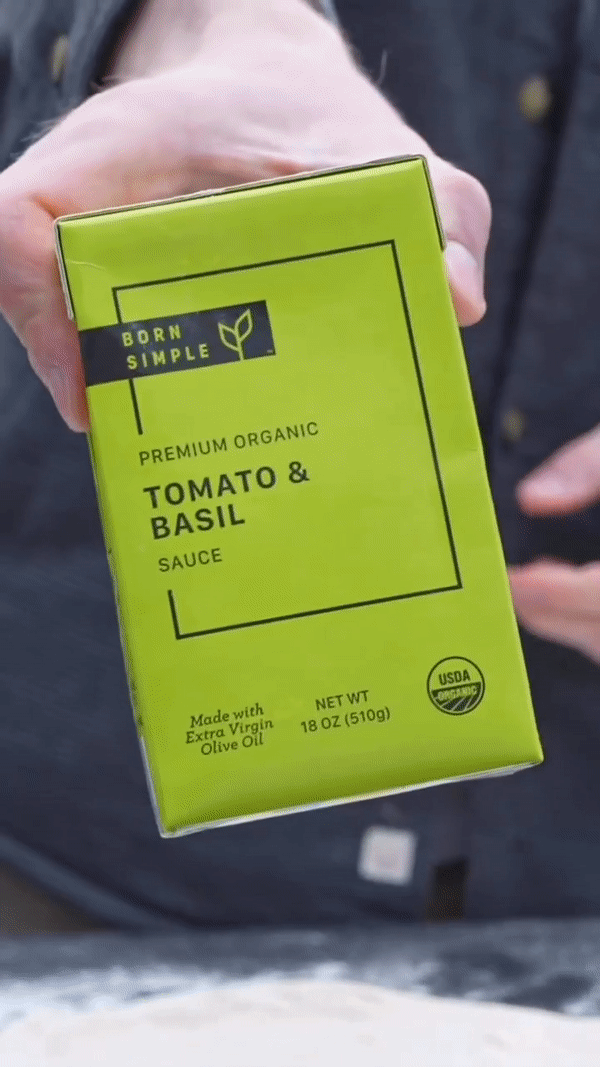 BORN
SIMPLE
PREMIUM ORGANIC
TOMATO &
BASIL
SAUCE
Made with
Extra Virgin
Olive Oil
NET WT
18 OZ (510g)
USDA
ORGANIC